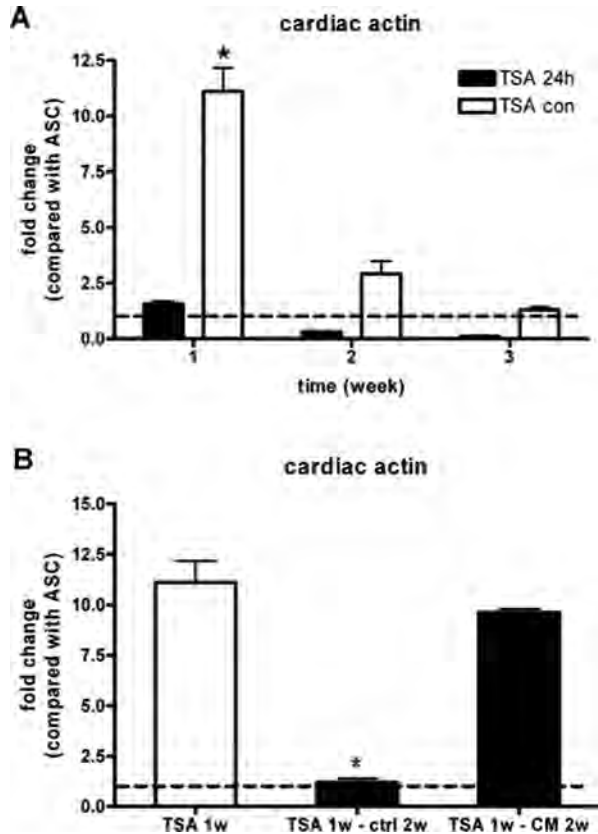 A
cardiac actin
fold change
(compared with ASC)
12.5
10.0
7.5
5.0
2.5
0.0
*
TSA 24h
TSA con
1 2 3
time (week)
B
cardiac actin
fold change
(compared with ASC)
15.0
12.5
10.0
7.5
5.0
2.5
0.0
*
TSA 1w TSA 1w - ctrl 2w TSA 1w - CM 2w